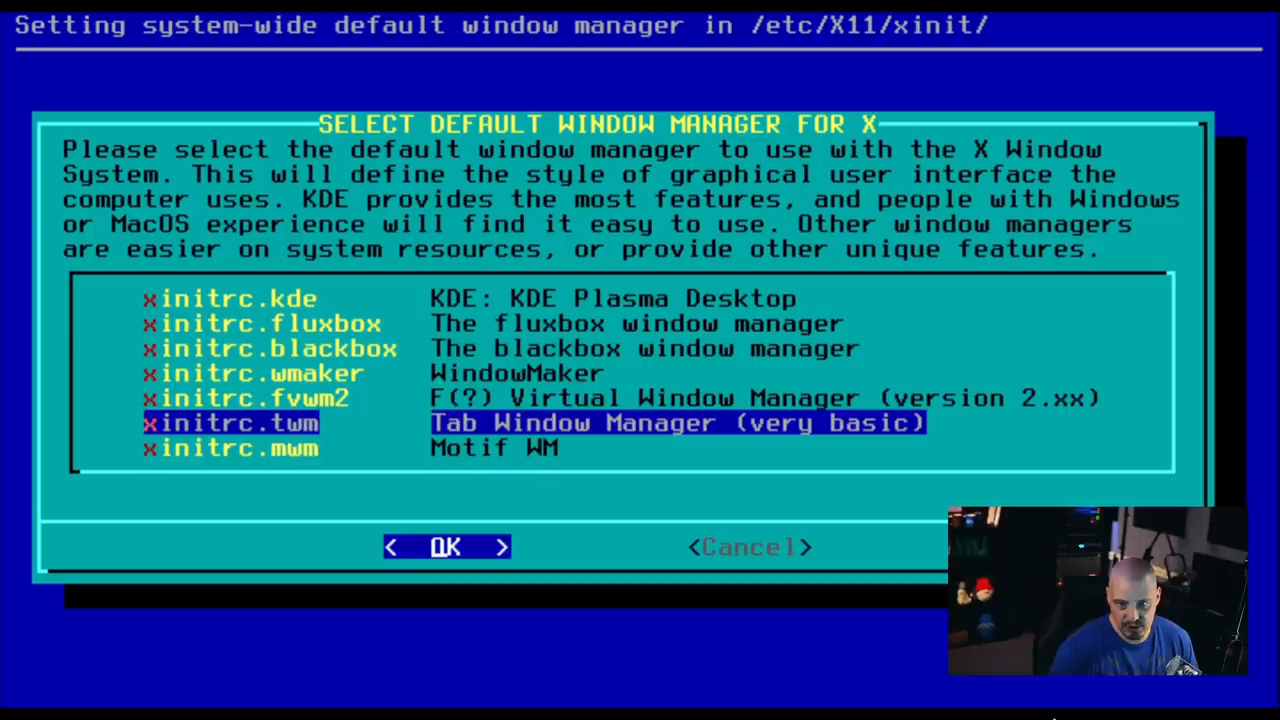 Setting system-wide default window manager in /etc/X11/xinit/
SELECT DEFAULT WINDOW MANAGER FOR X
Please select the default window manager to use with the X Window
System. This will define the style of graphical user interface the
computer uses. KDE provides the most features, and people with Windows
or MacOS experience will find it easy to use. Other window managers
are easier on system resources, or provide other unique features.
xinitrc.kde KDE: KDE Plasma Desktop
xinitrc.fluxbox The fluxbox window manager
xinitrc.blackbox The blackbox window manager
xinitrc.wmaker WindowMaker
xinitrc.fvwm2 F(?) Virtual Window Manager (version 2.xx)
xinitrc.twm Tab Window Manager (very basic)
xinitrc.mwm Motif WM
< OK > <Cancel>